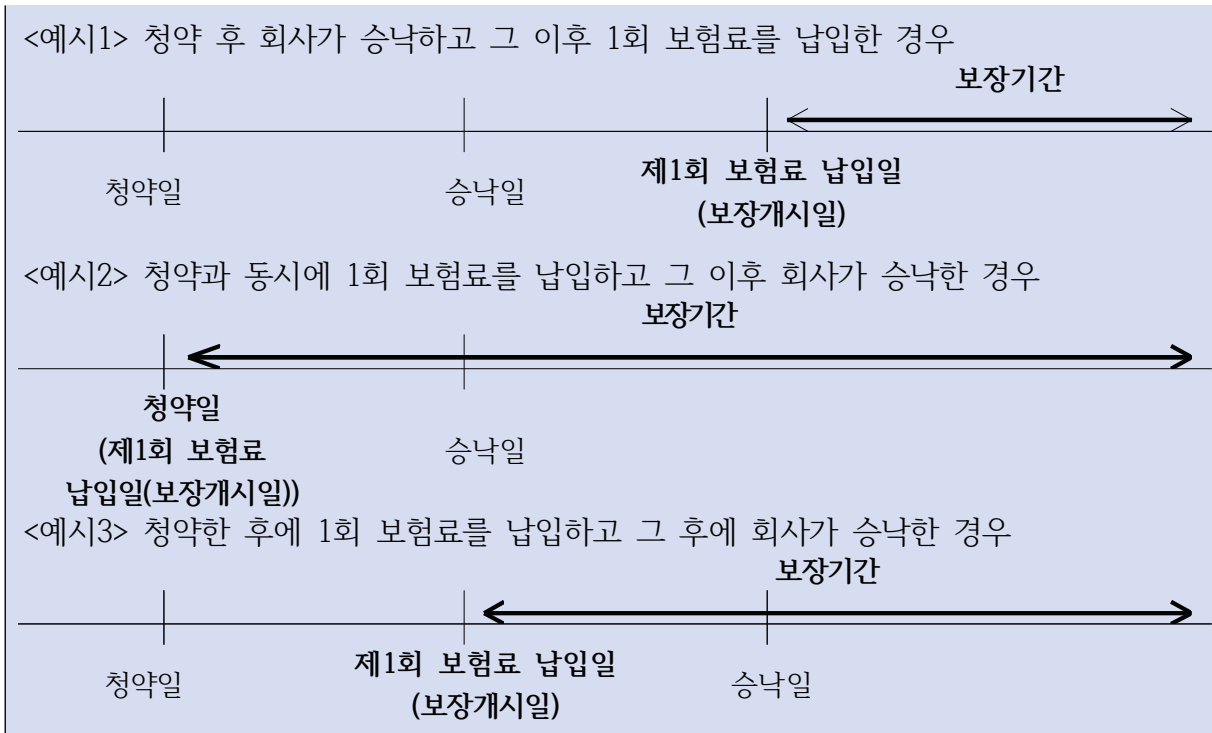 <예시1> 청약 후 회사가 승낙하고 그 이후 1회 보험료를 납입한 경우
보장기간
청약일
승낙일
제1회 보험료 납입일
(보장개시일)
<예시2> 청약과 동시에 1회 보험료를 납입하고 그 이후 회사가 승낙한 경우
보장기간
청약일
(제1회 보험료
납입일(보장개시일))
승낙일
<예시3> 청약한 후에 1회 보험료를 납입하고 그 후에 회사가 승낙한 경우
보장기간
청약일
제1회 보험료 납입일
(보장개시일)
승낙일